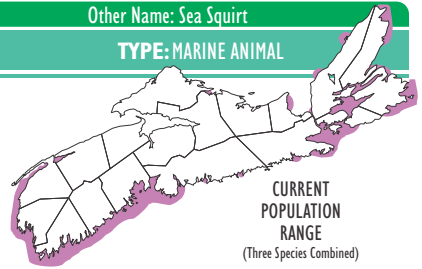 Other Name: Sea Squirt
TYPE: MARINE ANIMAL
CURRENT
POPULATION
RANGE
(Three Species Combined)